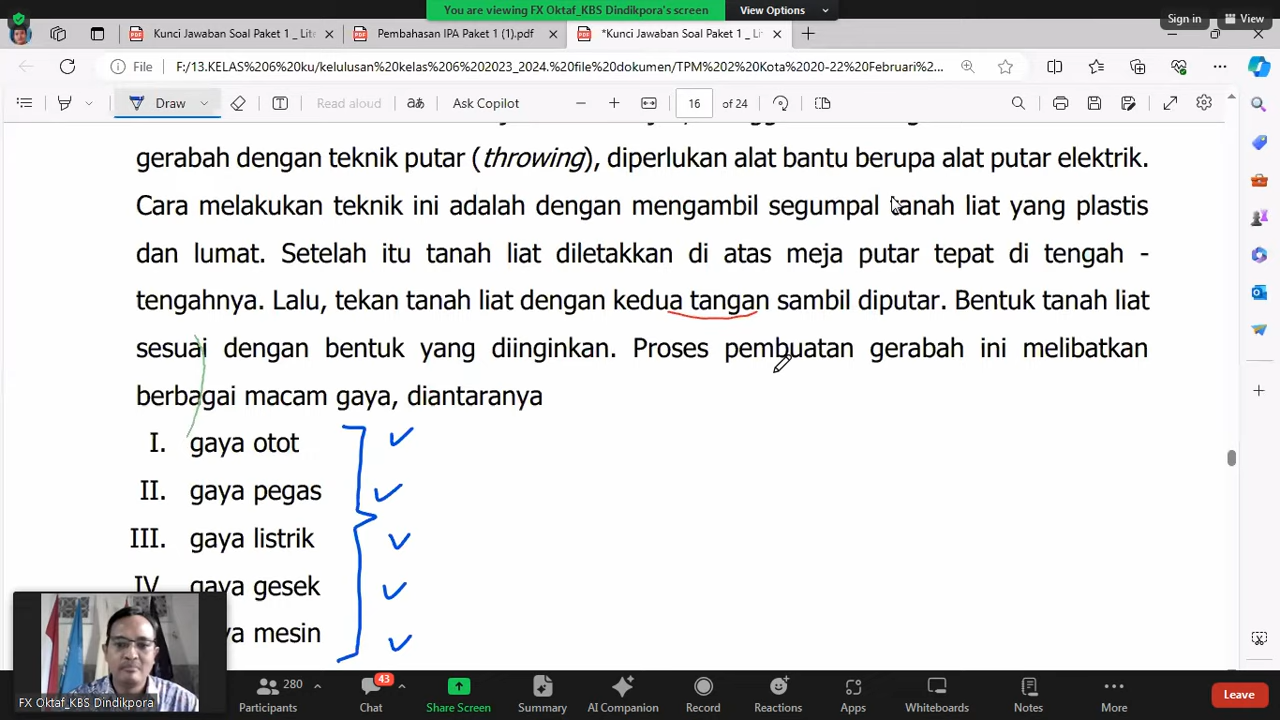 You are viewing FX Oktaf_KBS Dindikpora's screen
View Options
Sign in
View
Kunci Jawaban Soal Paket 1 _ Lite
Pembahasan IPA Paket 1 (1).pdf
*Kunci Jawaban Soal Paket 1 _ Lit
File
F:/13.KELAS%206%20ku/kelulusan%20kelas%206%202023_2024.%20file%20dokumen/TPM%202%20Kota%2020-22%20Februari%2...
Draw
Read aloud
Ask Copilot
16
of 24
gerabah dengan teknik putar (throwing), diperlukan alat bantu berupa alat putar elektrik.
Cara melakukan teknik ini adalah dengan mengambil segumpal tanah liat yang plastis
dan lumat. Setelah itu tanah liat diletakkan di atas meja putar tepat di tengah -
tengahnya. Lalu, tekan tanah liat dengan kedua tangan sambil diputar. Bentuk tanah liat
sesuai dengan bentuk yang diinginkan. Proses pembuatan gerabah ini melibatkan
berbagai macam gaya, diantaranya
I. gaya otot
II. gaya pegas
III. gaya listrik
IV gaya gesek
mesin
FX Oktaf_KBS Dindikpora
280
43
Participants
Chat
Share Screen
Summary
AI Companion
Record
Reactions
Apps
Whiteboards
Notes
More
Leave